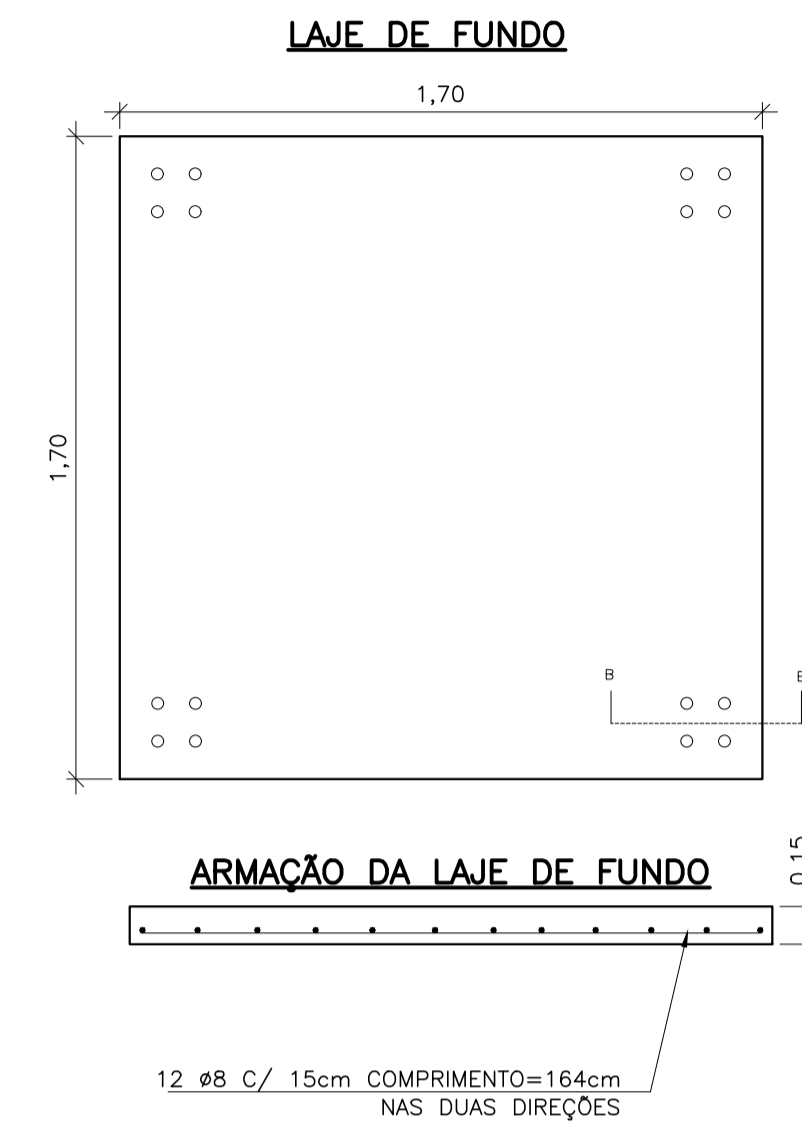 LAJE DE FUNDO
1,70
1,70
B
ARMAÇÃO DA LAJE DE FUNDO
0,15
12 ø8 C/ 15cm COMPRIMENTO=164cm
NAS DUAS DIREÇÕES